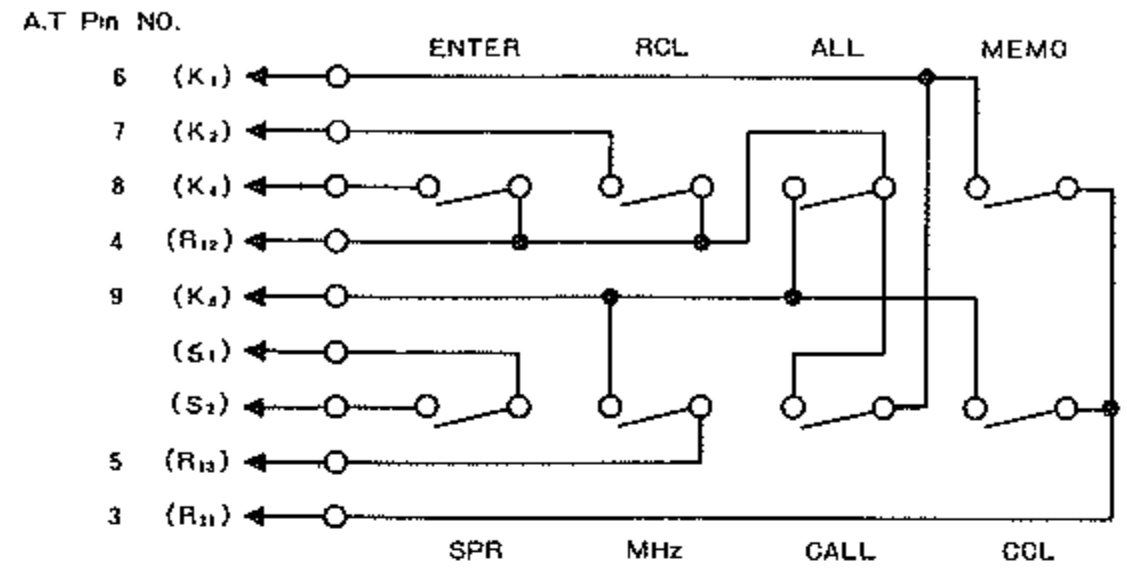 A.T Pin NO.
ENTER RCL ALL MEMO
6 (K₁)
7 (K₂)
8 (K₄)
4 (R₁₂)
9 (K₈)
(S₁)
(S₂)
5 (R₁₃)
3
SPR MHz CALL CCL